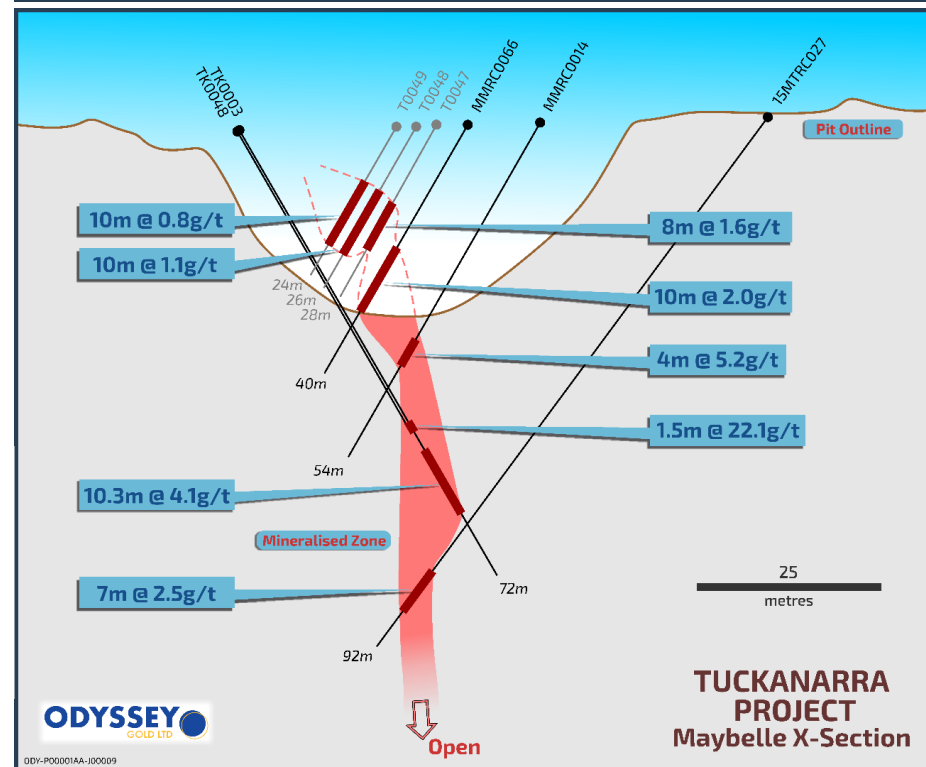 TK0003
TK0048
T0049
T0048
T0047
MMRC0066
MMRC0014
15MTRC027
Pit Outline
10m @ 0.8g/t
8m @ 1.6g/t
10m @ 1.1g/t
24m
26m
28m
10m @ 2.0g/t
4m @ 5.2g/t
40m
1.5m @ 22.1g/t
54m
10.3m @ 4.1g/t
Mineralised Zone
25
metres
72m
7m @ 2.5g/t
92m
TUCKANARRA
PROJECT
Maybelle X-Section
ODYSSEY
GOLD LTD
Open
ODY-P00001AA-J00009